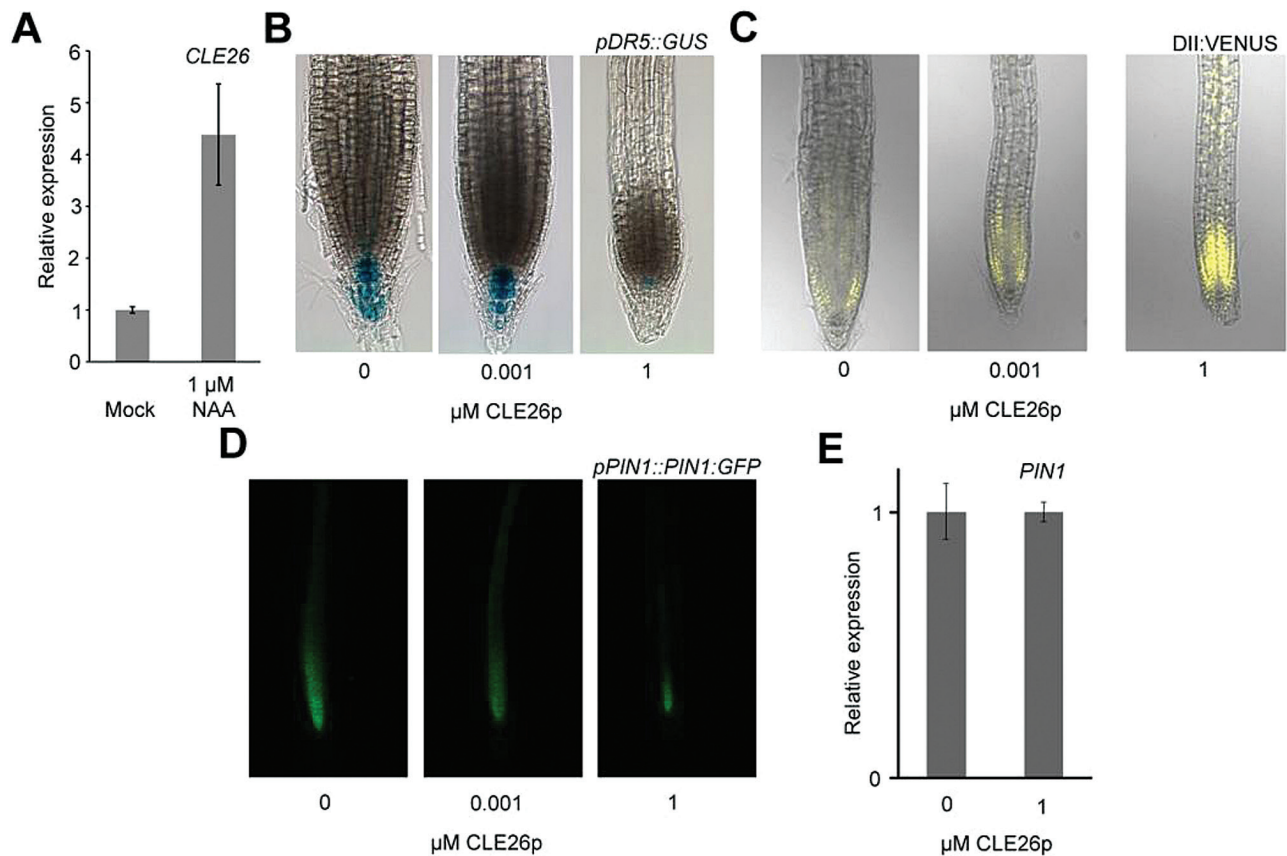 A
CLE26
6
5
4
3
2
1
0
Relative expression
Mock
1 µM
NAA
B
pDR5::GUS
0
0.001
1
µM CLE26p
C
DII:VENUS
0
0.001
1
µM CLE26p
D
pPIN1::PIN1:GFP
0
0.001
1
µM CLE26p
E
PIN1
1
0
Relative expression
0
1
µM CLE26p